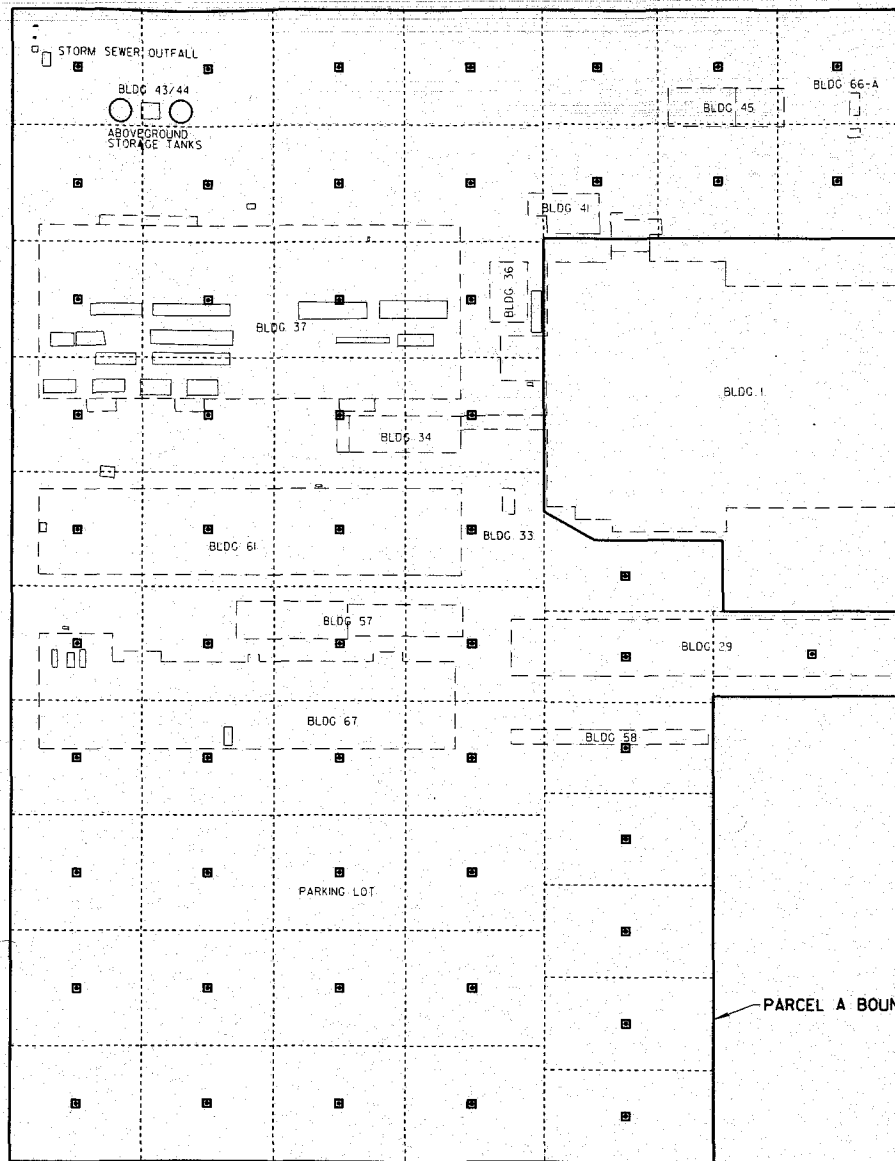 STORM SEWER OUTFALL
BLDG 43/44
ABOVEGROUND
STORAGE TANKS
BLDG 66-A
BLDG 45
BLDG 41
BLDG 36
BLDG 37
BLDG 1
BLDG 34
BLDG 33
BLDG 61
BLDG 57
BLDG 29
BLDG 67
BLDG 58
PARKING LOT
PARCEL A BOUN